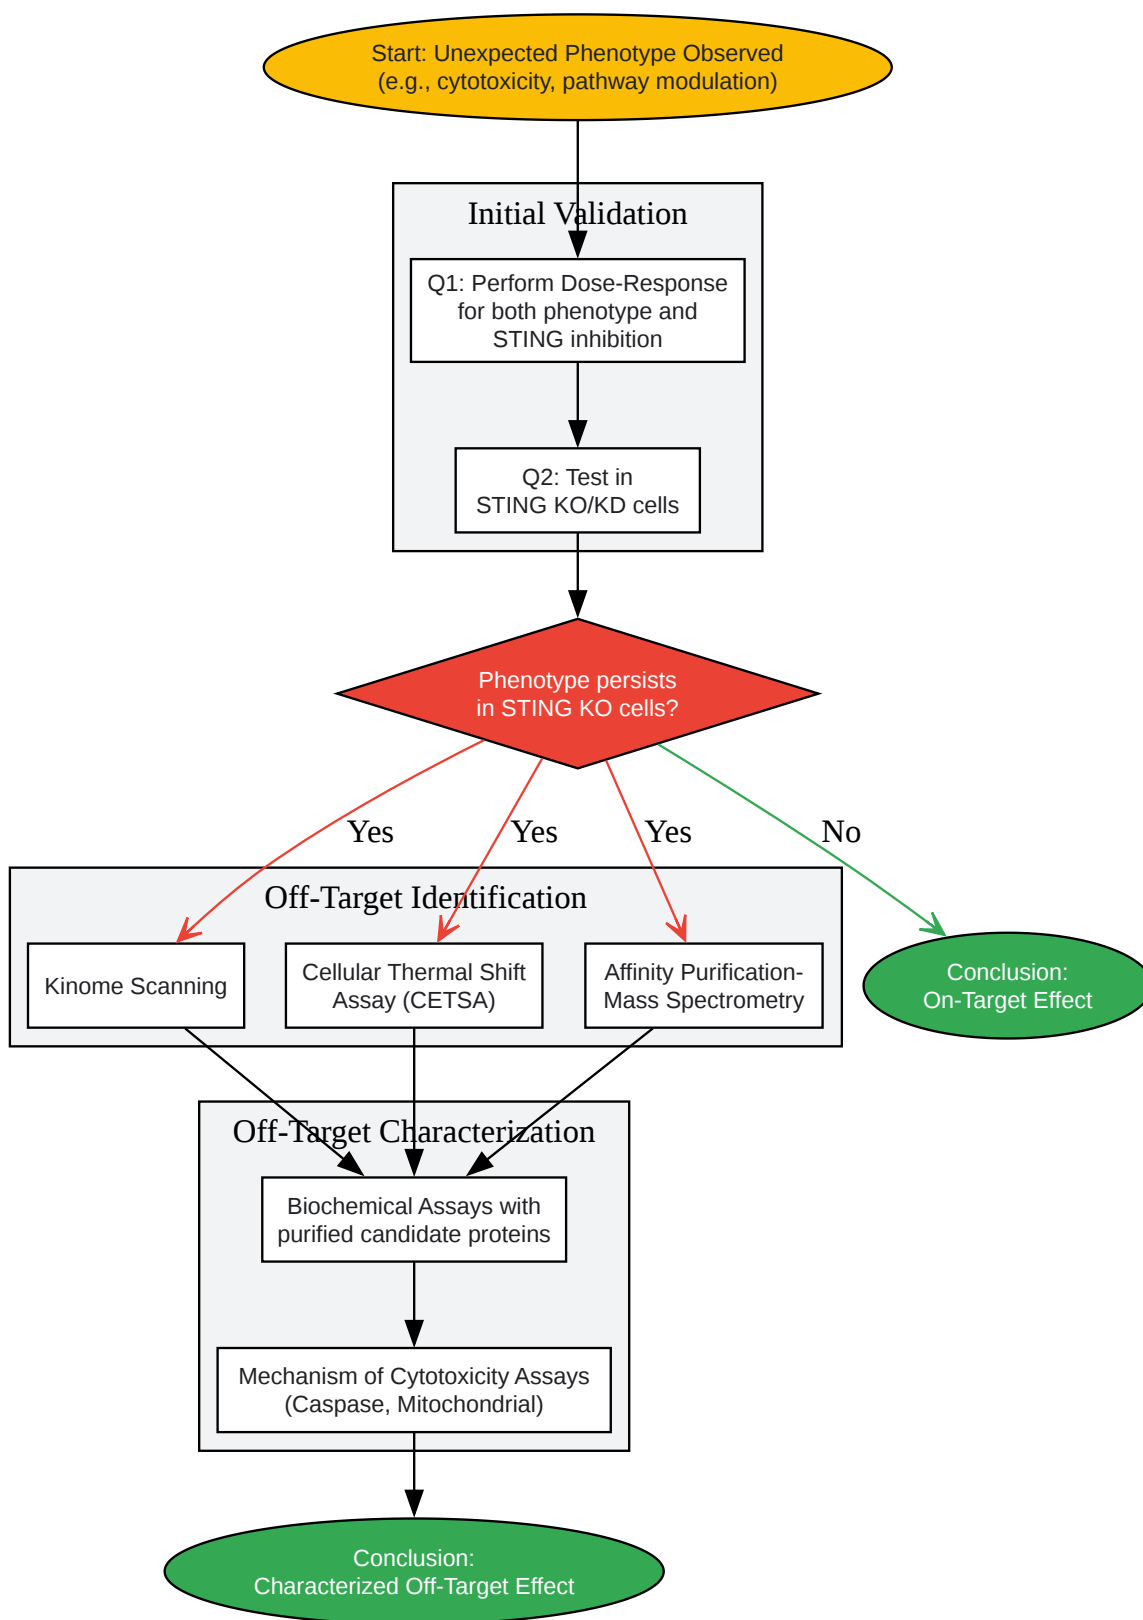 Start: Unexpected Phenotype Observed
(e.g., cytotoxicity, pathway modulation)
Initial Validation
Q1: Perform Dose-Response
for both phenotype and
STING inhibition
Q2: Test in
STING KO/KD cells
Phenotype persists
in STING KO cells?
Yes
Yes
Yes
No
Off-Target Identification
Kinome Scanning
Cellular Thermal Shift
Assay (CETSA)
Affinity Purification-
Mass Spectrometry
Conclusion:
On-Target Effect
Off-Target Characterization
Biochemical Assays with
purified candidate proteins
Mechanism of Cytotoxicity Assays
(Caspase, Mitochondrial)
Conclusion:
Characterized Off-Target Effect